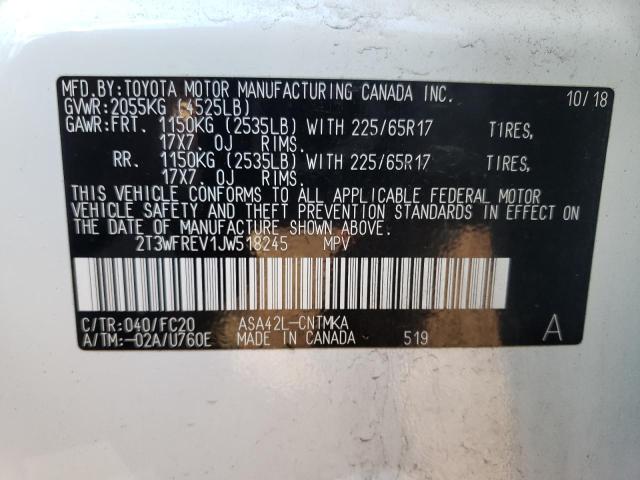 MFD.BY:TOYOTA MOTOR MANUFACTURING CANADA INC. 10/18
GVWR:2055KG (4525LB)
GAWR:FRT. 1150KG (2535LB) WITH 225/65R17 TIRES,
17X7.0J RIMS.
RR. 1150KG (2535LB) WITH 225/65R17 TIRES,
17X7.0J RIMS.
THIS VEHICLE CONFORMS TO ALL APPLICABLE FEDERAL MOTOR
VEHICLE SAFETY AND THEFT PREVENTION STANDARDS IN EFFECT ON
THE DATE OF MANUFACTURE SHOWN ABOVE.
2T3WFREV1JW518245 MPV
C/TR:040/FC20 ASA42L-CNTMKA
A/TM:-02A/U760E MADE IN CANADA 519 A